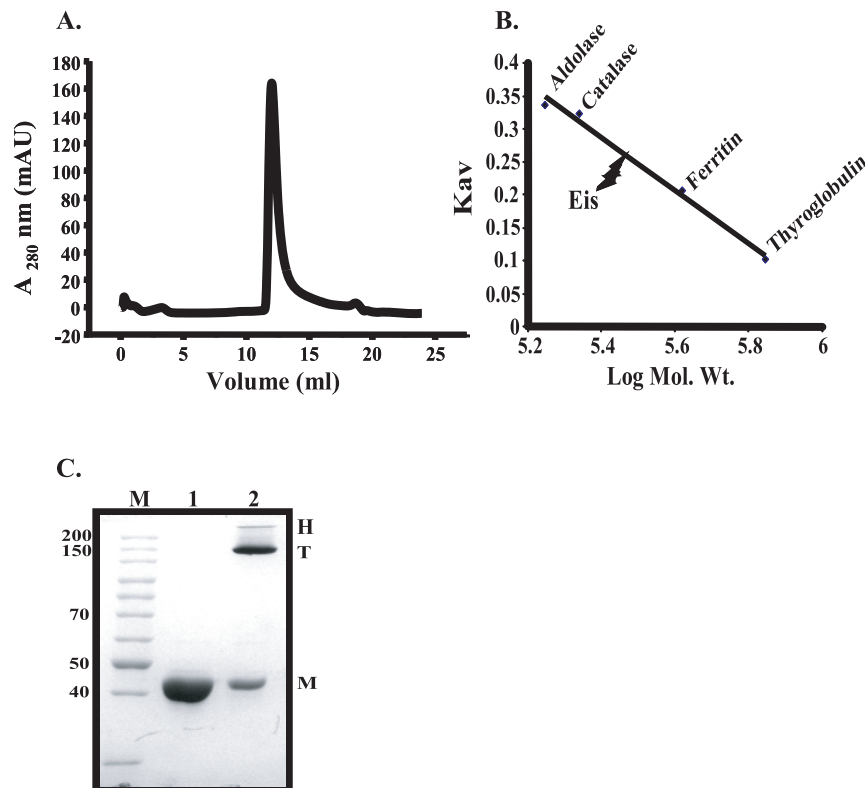 A.
180
160
140
120
100
80
60
40
20
0
-20
A 280 nm (mAU)
0 5 10 15 20 25
Volume (ml)
B.
0.4
0.35
0.3
0.25
0.2
0.15
0.1
0.05
0
Kav
Aldolase
Catalase
Ferritin
Thyroglobulin
Eis
5.2 5.4 5.6 5.8 6
Log Mol. Wt.
C.
M 1 2
200
150
70
50
40
H
T
M